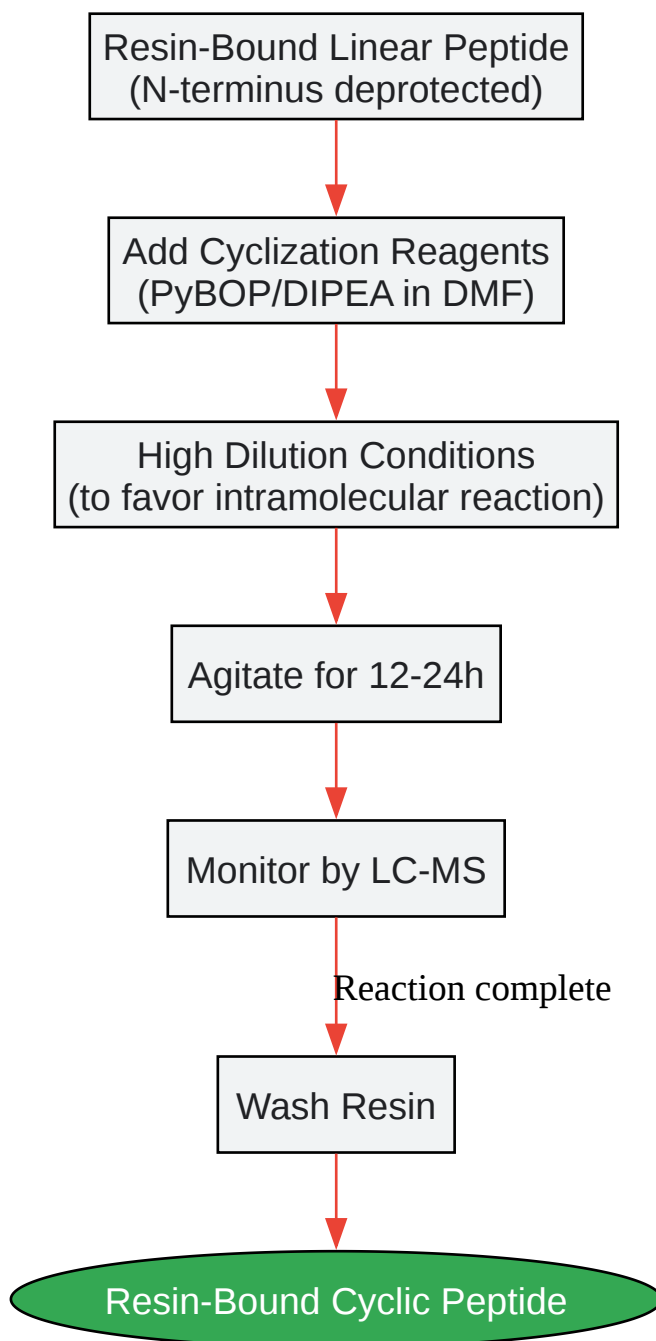 Resin-Bound Linear Peptide
(N-terminus deprotected)
Add Cyclization Reagents
(PyBOP/DIPEA in DMF)
High Dilution Conditions
(to favor intramolecular reaction)
Agitate for 12-24h
Monitor by LC-MS
Reaction complete
Wash Resin
Resin-Bound Cyclic Peptide